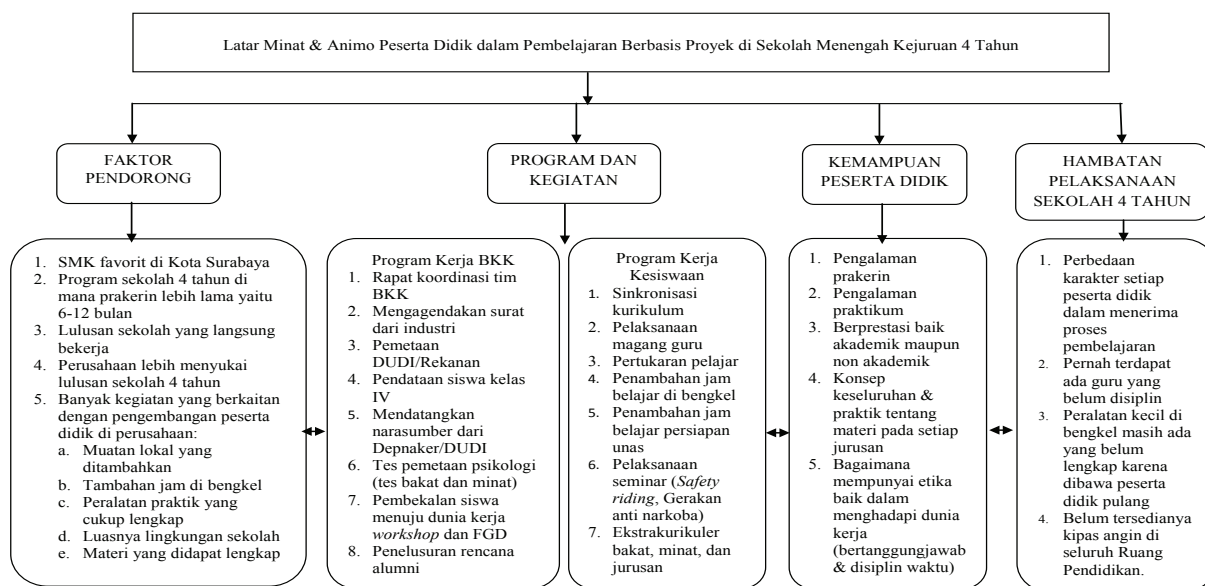 Latar Minat & Animo Peserta Didik dalam Pembelajaran Berbasis Proyek di Sekolah Menengah Kejuruan 4 Tahun
FAKTOR
PENDORONG
PROGRAM DAN
KEGIATAN
KEMAMPUAN
PESERTA DIDIK
HAMBATAN
PELAKSANAAN
SEKOLAH 4 TAHUN
1. SMK favorit di Kota Surabaya
2. Program sekolah 4 tahun di
mana prakerin lebih lama yaitu
6-12 bulan
3. Lulusan sekolah yang langsung
bekerja
4. Perusahaan lebih menyukai
lulusan sekolah 4 tahun
5. Banyak kegiatan yang berkaitan
dengan pengembangan peserta
didik di perusahaan:
a. Muatan lokal yang
ditambahkan
b. Tambahan jam di bengkel
c. Peralatan praktik yang
cukup lengkap
d. Luasnya lingkungan sekolah
e. Materi yang didapat lengkap
Program Kerja BKK
1. Rapat koordinasi tim
BKK
2. Mengagendakan surat
dari industri
3. Pemetaan
DUDI/Rekanan
4. Pendataan siswa kelas
IV
5. Mendatangkan
narasumber dari
Depnaker/DUDI
6. Tes pemetaan psikologi
(tes bakat dan minat)
7. Pembekalan siswa
menuju dunia kerja
workshop dan FGD
8. Penelusuran rencana
alumni
Program Kerja
Kesiswaan
1. Sinkronisasi
kurikulum
2. Pelaksanaan
magang guru
3. Pertukaran pelajar
4. Penambahan jam
belajar di bengkel
5. Penambahan jam
belajar persiapan
unas
6. Pelaksanaan
seminar (Safety
riding, Gerakan
anti narkoba)
7. Ekstrakurikuler
bakat, minat, dan
jurusan
1. Pengalaman
prakerin
2. Pengalaman
praktikum
3. Berprestasi baik
akademik maupun
non akademik
4. Konsep
keseluruhan &
praktik tentang
materi pada setiap
jurusan
5. Bagaimana
mempunyai etika
baik dalam
menghadapi dunia
kerja
(bertanggungjawab
& disiplin waktu)
1. Perbedaan
karakter setiap
peserta didik
dalam menerima
proses
pembelajaran
2. Pernah terdapat
ada guru yang
belum disiplin
3. Peralatan kecil di
bengkel masih ada
yang belum
lengkap karena
dibawa peserta
didik pulang
4. Belum tersedianya
kipas angin di
seluruh Ruang
Pendidikan.